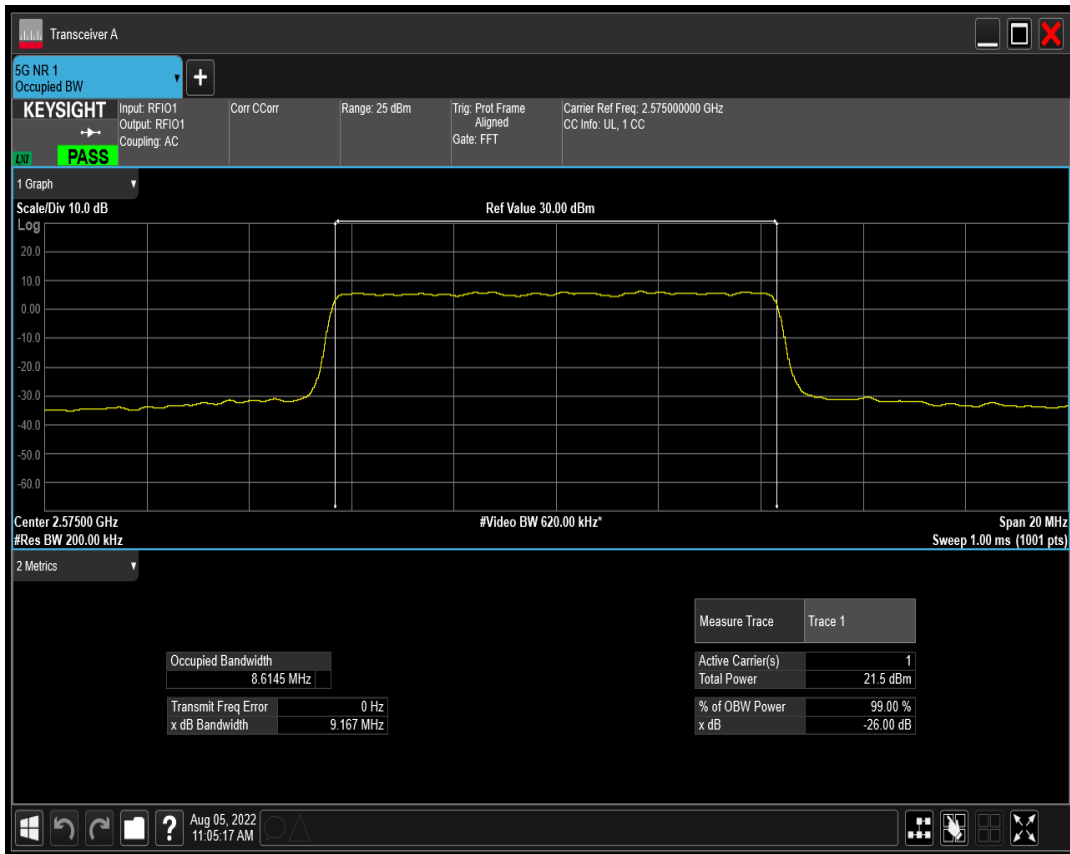 Transceiver A
5G NR 1
Occupied BW
+
KEYSIGHT
LXI
PASS
Input: RFIO1
Output: RFIO1
Coupling: AC
Corr CCorr
Range: 25 dBm
Trig: Prot Frame
Aligned
Gate: FFT
Carrier Ref Freq: 2.575000000 GHz
CC Info: UL, 1 CC
1 Graph
Scale/Div 10.0 dB
Ref Value 30.00 dBm
Log
20.0
10.0
0.00
-10.0
-20.0
-30.0
-40.0
-50.0
-60.0
Center 2.57500 GHz
#Video BW 620.00 kHz*
Span 20 MHz
#Res BW 200.00 kHz
Sweep 1.00 ms (1001 pts)
2 Metrics
Measure Trace Trace 1
Occupied Bandwidth
8.6145 MHz
Active Carrier(s) 1
Total Power 21.5 dBm
Transmit Freq Error 0 Hz
x dB Bandwidth 9.167 MHz
% of OBW Power 99.00 %
x dB -26.00 dB
?
Aug 05, 2022
11:05:17 AM